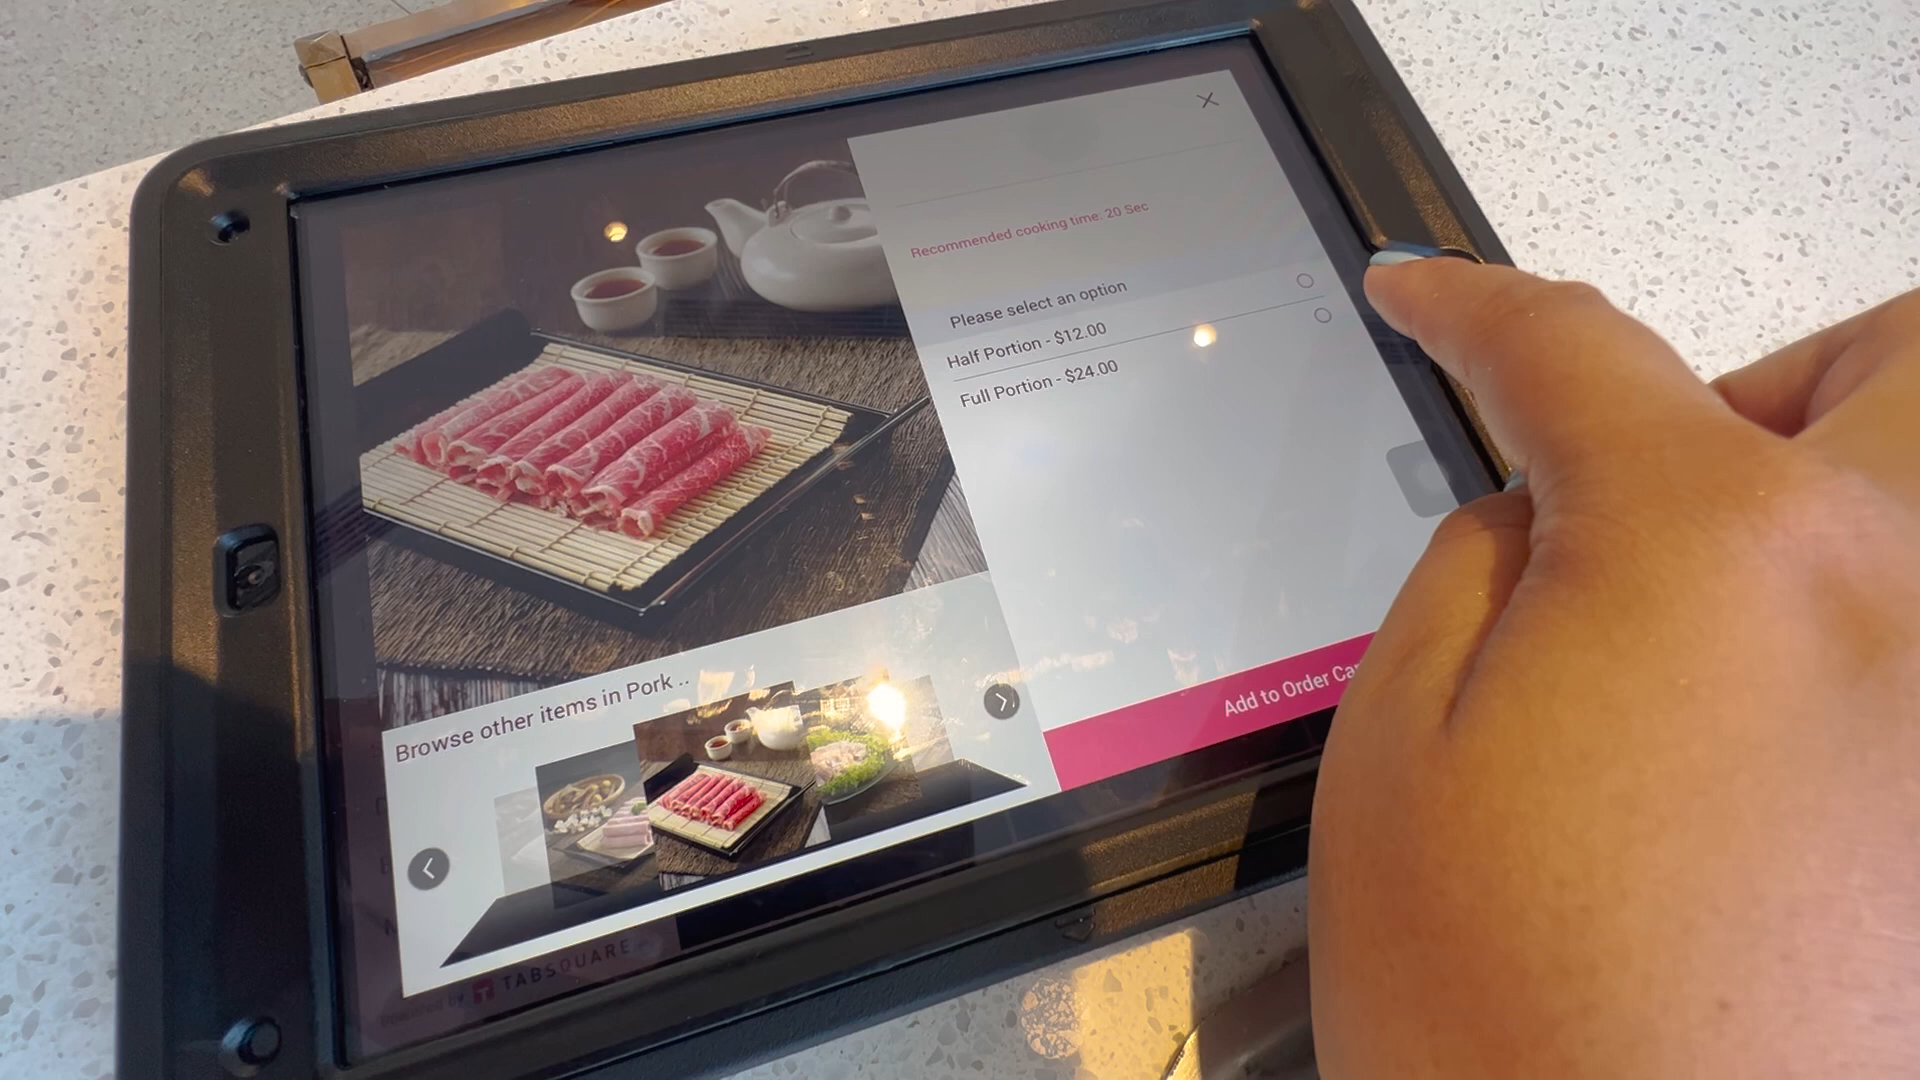 Recommended cooking time: 20 Sec
Please select an option
Half Portion - $12.00
Full Portion - $24.00
Add to Order
Browse other items in Pork ..
by TABSQUARE